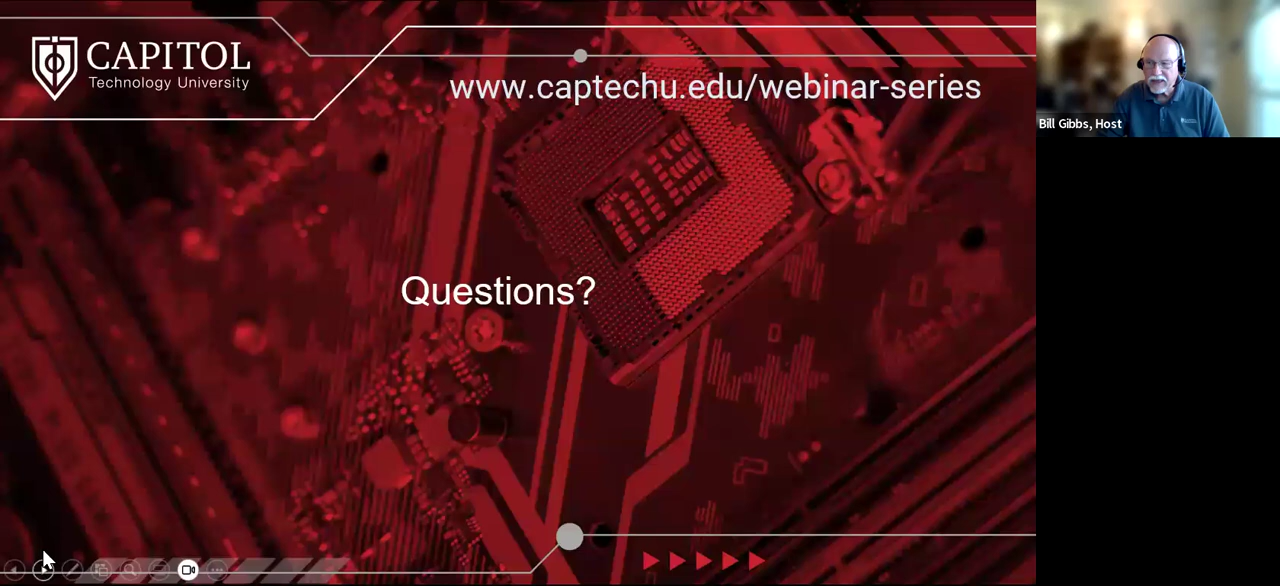 CAPITOL
Technology University
www.captechu.edu/webinar-series
Bill Gibbs, Host
Questions?